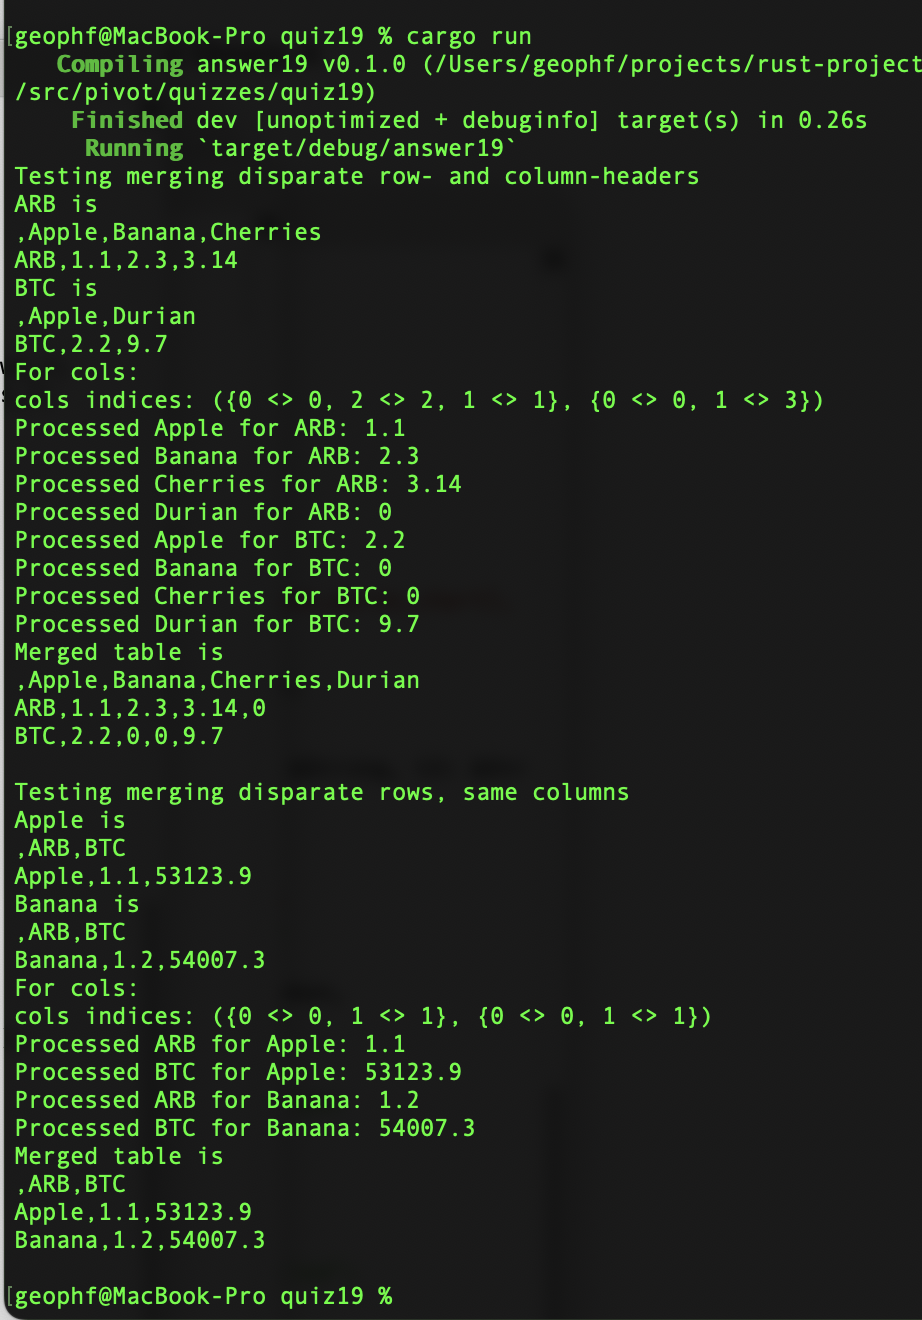 [geophf@MacBook-Pro quiz19 % cargo run
   Compiling answer19 v0.1.0 (/Users/geophf/projects/rust-project
/src/pivot/quizzes/quiz19)
    Finished dev [unoptimized + debuginfo] target(s) in 0.26s
     Running `target/debug/answer19`
Testing merging disparate row- and column-headers
ARB is
,Apple,Banana,Cherries
ARB,1.1,2.3,3.14
BTC is
,Apple,Durian
BTC,2.2,9.7
For cols:
cols indices: ({0 <> 0, 2 <> 2, 1 <> 1}, {0 <> 0, 1 <> 3})
Processed Apple for ARB: 1.1
Processed Banana for ARB: 2.3
Processed Cherries for ARB: 3.14
Processed Durian for ARB: 0
Processed Apple for BTC: 2.2
Processed Banana for BTC: 0
Processed Cherries for BTC: 0
Processed Durian for BTC: 9.7
Merged table is
,Apple,Banana,Cherries,Durian
ARB,1.1,2.3,3.14,0
BTC,2.2,0,0,9.7

Testing merging disparate rows, same columns
Apple is
,ARB,BTC
Apple,1.1,53123.9
Banana is
,ARB,BTC
Banana,1.2,54007.3
For cols:
cols indices: ({0 <> 0, 1 <> 1}, {0 <> 0, 1 <> 1})
Processed ARB for Apple: 1.1
Processed BTC for Apple: 53123.9
Processed ARB for Banana: 1.2
Processed BTC for Banana: 54007.3
Merged table is
,ARB,BTC
Apple,1.1,53123.9
Banana,1.2,54007.3

[geophf@MacBook-Pro quiz19 %